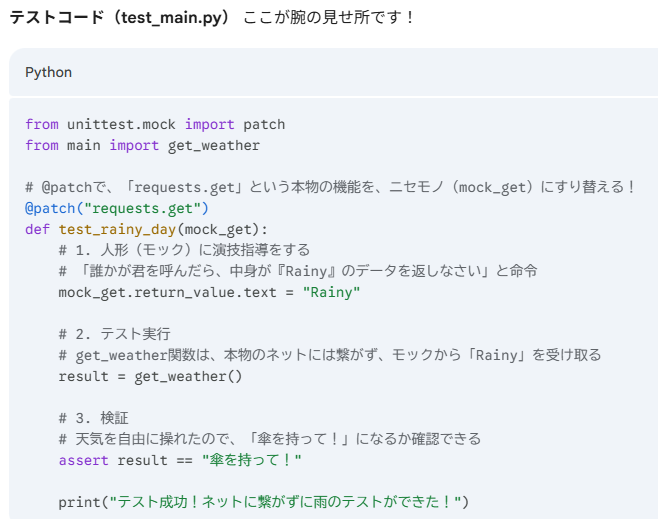 テストコード（test_main.py） ここが腕の見せ所です！
Python
from unittest.mock import patch
from main import get_weather
# @patchで、「requests.get」という本物の機能を、ニセモノ（mock_get）にすり替える！
@patch("requests.get")
def test_rainy_day(mock_get):
    # 1. 人形（モック）に演技指導をする
    # 「誰かが君を呼んだら、中身が『Rainy』のデータを返しなさい」と命令
    mock_get.return_value.text = "Rainy"
    # 2. テスト実行
    # get_weather関数は、本物のネットには繋がず、モックから「Rainy」を受け取る
    result = get_weather()
    # 3. 検証
    # 天気を自由に操れたので、「傘を持って！」になるか確認できる
    assert result == "傘を持って！"
    print("テスト成功！ネットに繋がずに雨のテストができた！")